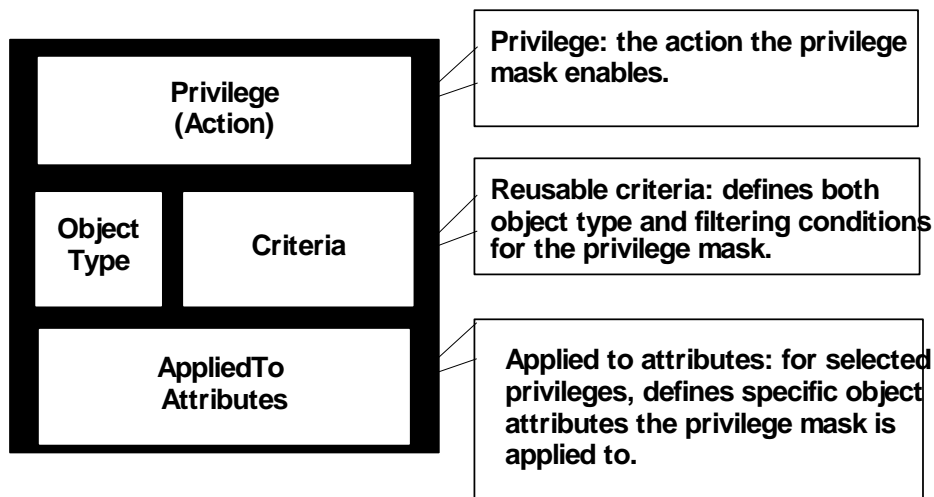 Privilege
(Action)
Privilege: the action the privilege
mask enables.
Object
Type
Criteria
Reusable criteria: defines both
object type and filtering conditions
for the privilege mask.
AppliedTo
Attributes
Applied to attributes: for selected
privileges, defines specific object
attributes the privilege mask is
applied to.